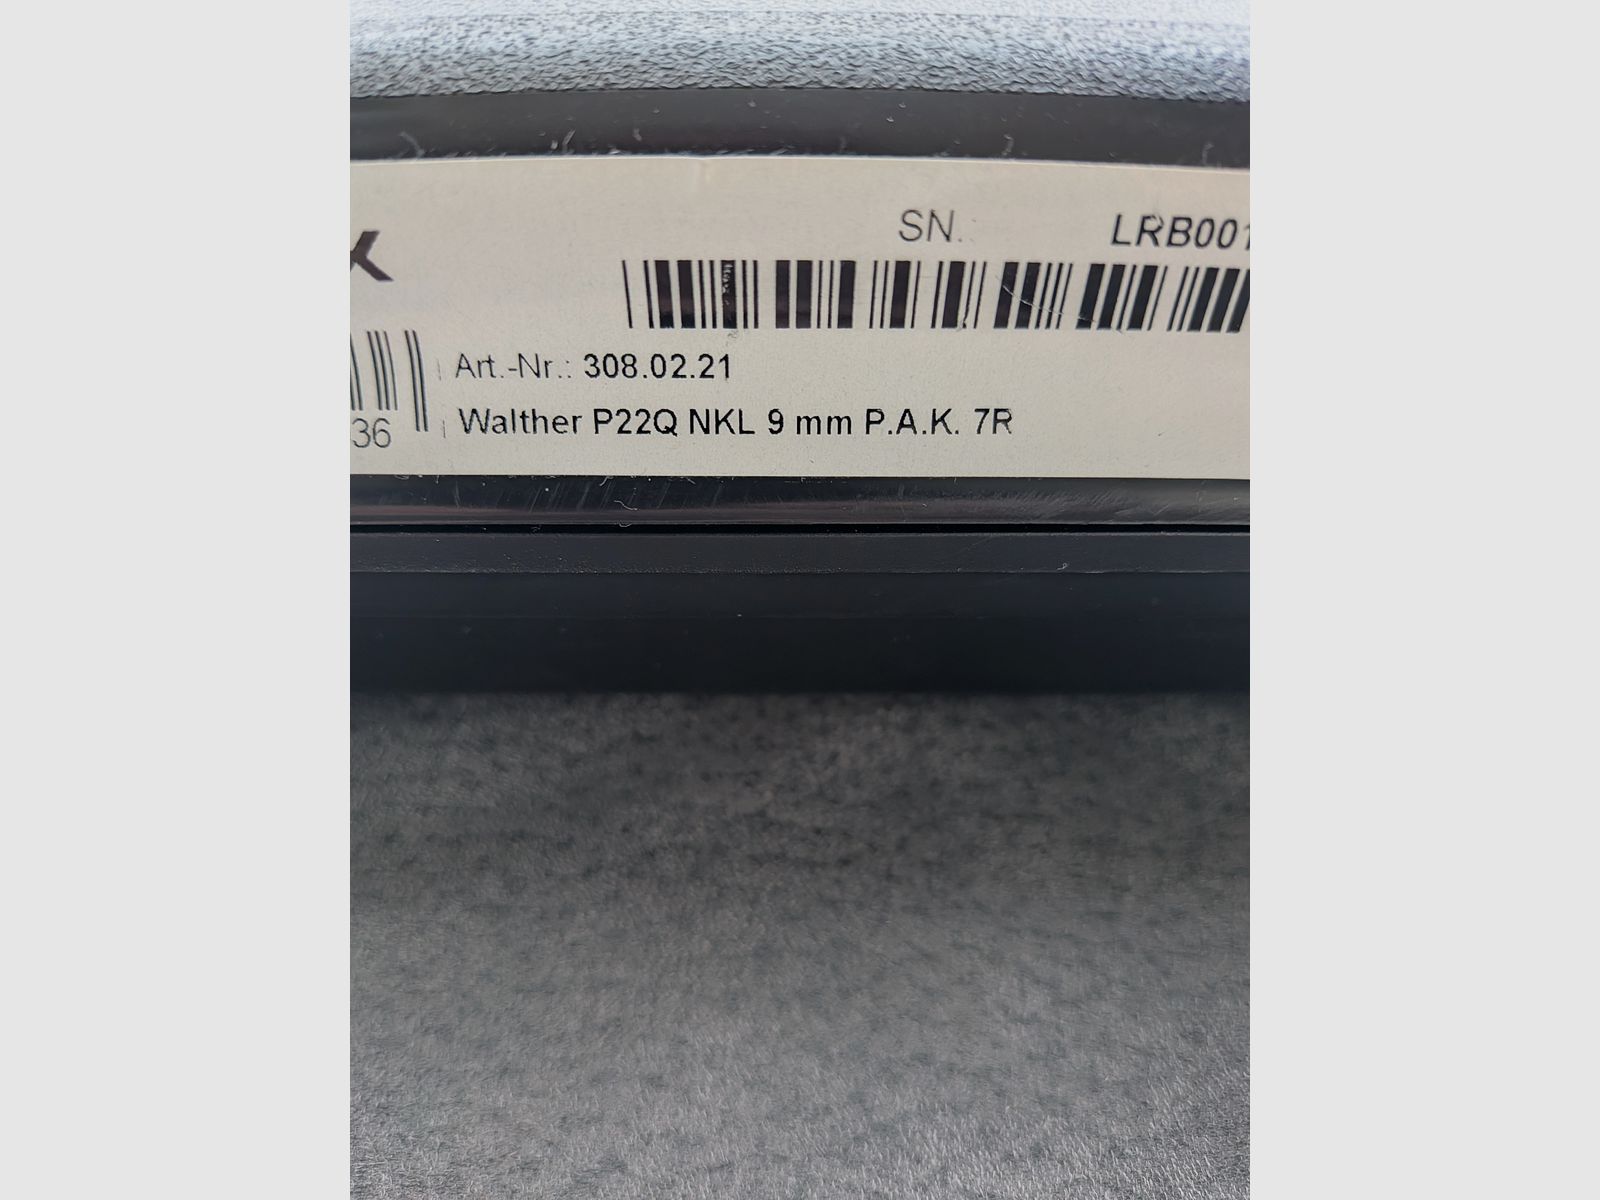 SN.: LRB001
Art.-Nr.: 308.02.21
36
Walther P22Q NKL 9 mm P.A.K. 7R